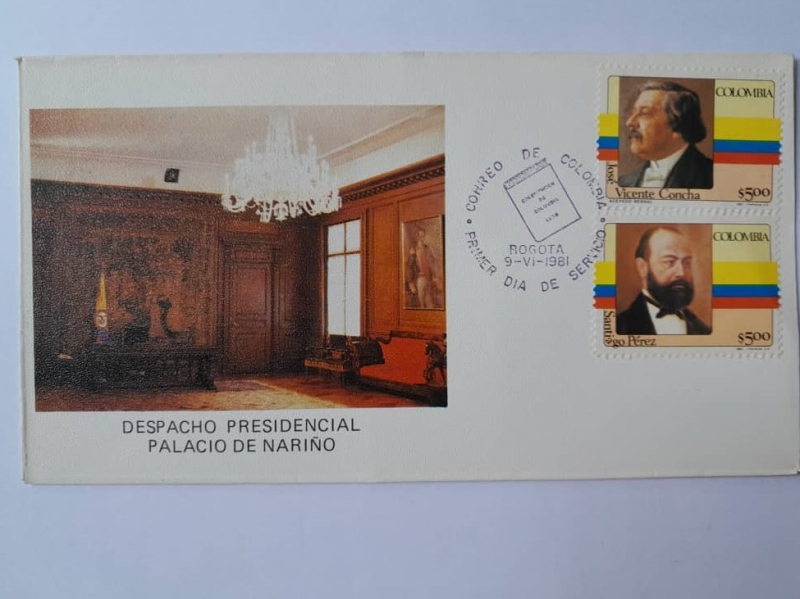 COLOMBIA
José
Vicente Concha
$5.00
COLOMBIA
Santiago Pérez
$5.00
CORREO DE COLOMBIA
BOGOTA
9-VI-1981
PRIMER DIA DE SERVICIO
DESPACHO PRESIDENCIAL
PALACIO DE NARIÑO